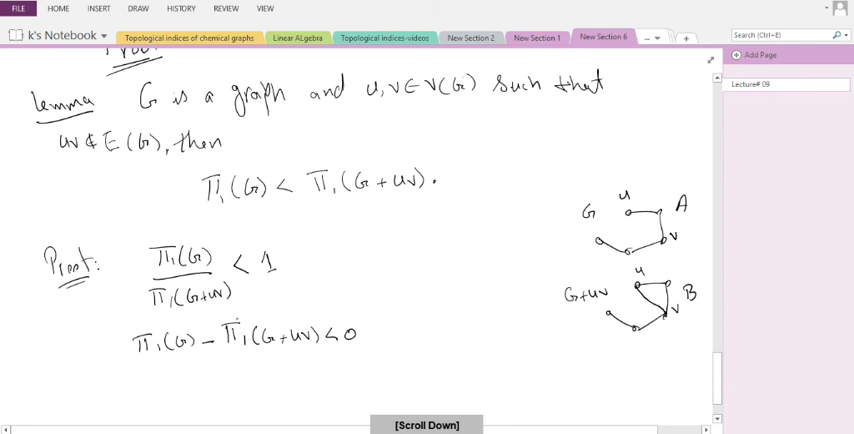 FILE HOME INSERT DRAW HISTORY REVIEW VIEW
k's Notebook Topological indices of chemical graphs Linear ALgebra Topological indices-videos New Section 2 New Section 1 New Section 6 Search (Ctrl+E)
Add Page
Lecture# 09
Proof:
Lemma G is a graph and u,v ∈ V(G) such that
uv ∉ E(G), then
Π₁(G) < Π₁(G+uv).
u
G A
v
Proof: Π₁(G) / Π₁(G+uv) < 1
u
G+uv B
v
Π₁(G) - Π₁(G+uv) < 0
[Scroll Down]